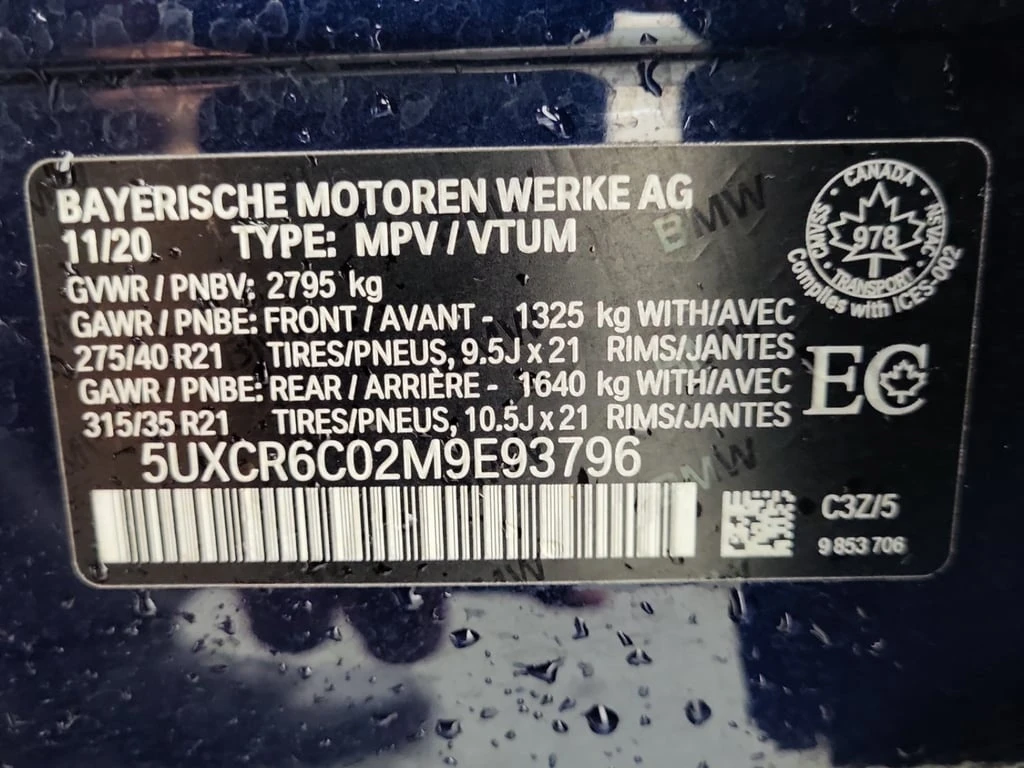 BAYERISCHE MOTOREN WERKE AG
11/20 TYPE: MPV / VTUM
GVWR / PNBV: 2795 kg
GAWR / PNBE: FRONT / AVANT - 1325 kg WITH/AVEC
275/40 R21 TIRES/PNEUS, 9.5J x 21 RIMS/JANTES
GAWR / PNBE: REAR / ARRIÈRE - 1640 kg WITH/AVEC
315/35 R21 TIRES/PNEUS, 10.5J x 21 RIMS/JANTES
5UXCR6C02M9E93796
CANADA
978
TRANSPORT
Complies with ICES-002
EC
C3Z/5
9 853 706
BMW
BMW